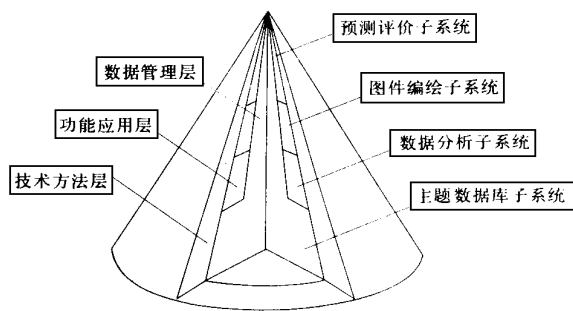 预测评价子系统
数据管理层
图件编绘子系统
功能应用层
数据分析子系统
技术方法层
主题数据库子系统